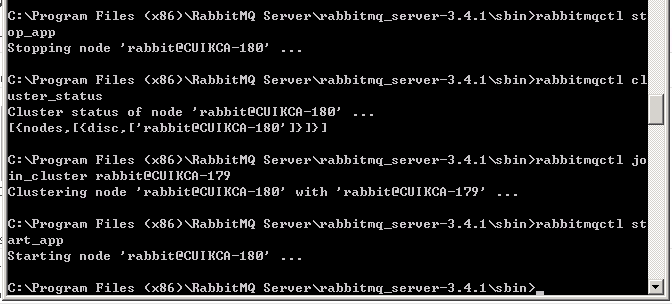 C:\Program Files (x86)\RabbitMQ Server\rabbitmq_server-3.4.1\sbin>rabbitmqctl st
op_app
Stopping node 'rabbit@CUIKCA-180' ...
C:\Program Files (x86)\RabbitMQ Server\rabbitmq_server-3.4.1\sbin>rabbitmqctl cl
uster_status
Cluster status of node 'rabbit@CUIKCA-180' ...
[{nodes,[{disc,['rabbit@CUIKCA-180']}]}]
C:\Program Files (x86)\RabbitMQ Server\rabbitmq_server-3.4.1\sbin>rabbitmqctl jo
in_cluster rabbit@CUIKCA-179
Clustering node 'rabbit@CUIKCA-180' with 'rabbit@CUIKCA-179' ...
C:\Program Files (x86)\RabbitMQ Server\rabbitmq_server-3.4.1\sbin>rabbitmqctl st
art_app
Starting node 'rabbit@CUIKCA-180' ...
C:\Program Files (x86)\RabbitMQ Server\rabbitmq_server-3.4.1\sbin>_